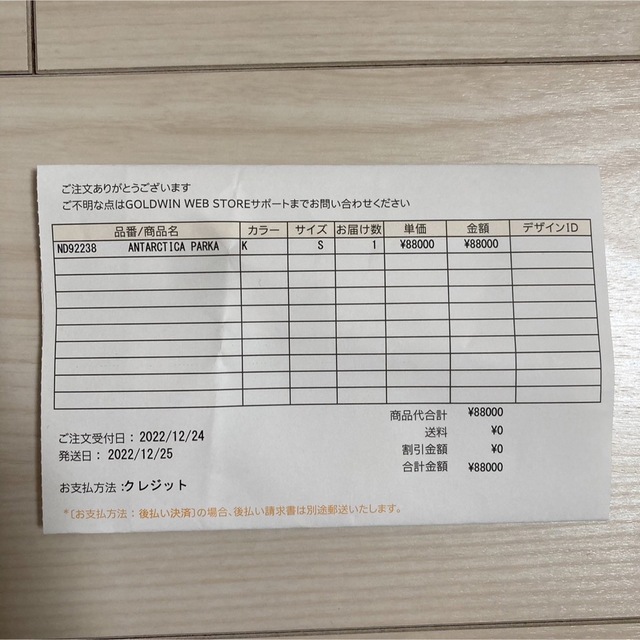 ご注文ありがとうございます
ご不明な点はGOLDWIN WEB STOREサポートまでお問い合わせください
品番/商品名 カラー サイズ お届け数 単価 金額 デザインID
ND92238 ANTARCTICA PARKA K S 1 ¥88000 ¥88000
商品代合計 ¥88000
送料 ¥0
割引金額 ¥0
合計金額 ¥88000
ご注文受付日：2022/12/24
発送日：2022/12/25
お支払方法：クレジット
*［お支払方法：後払い決済］の場合、後払い請求書は別途郵送いたします。